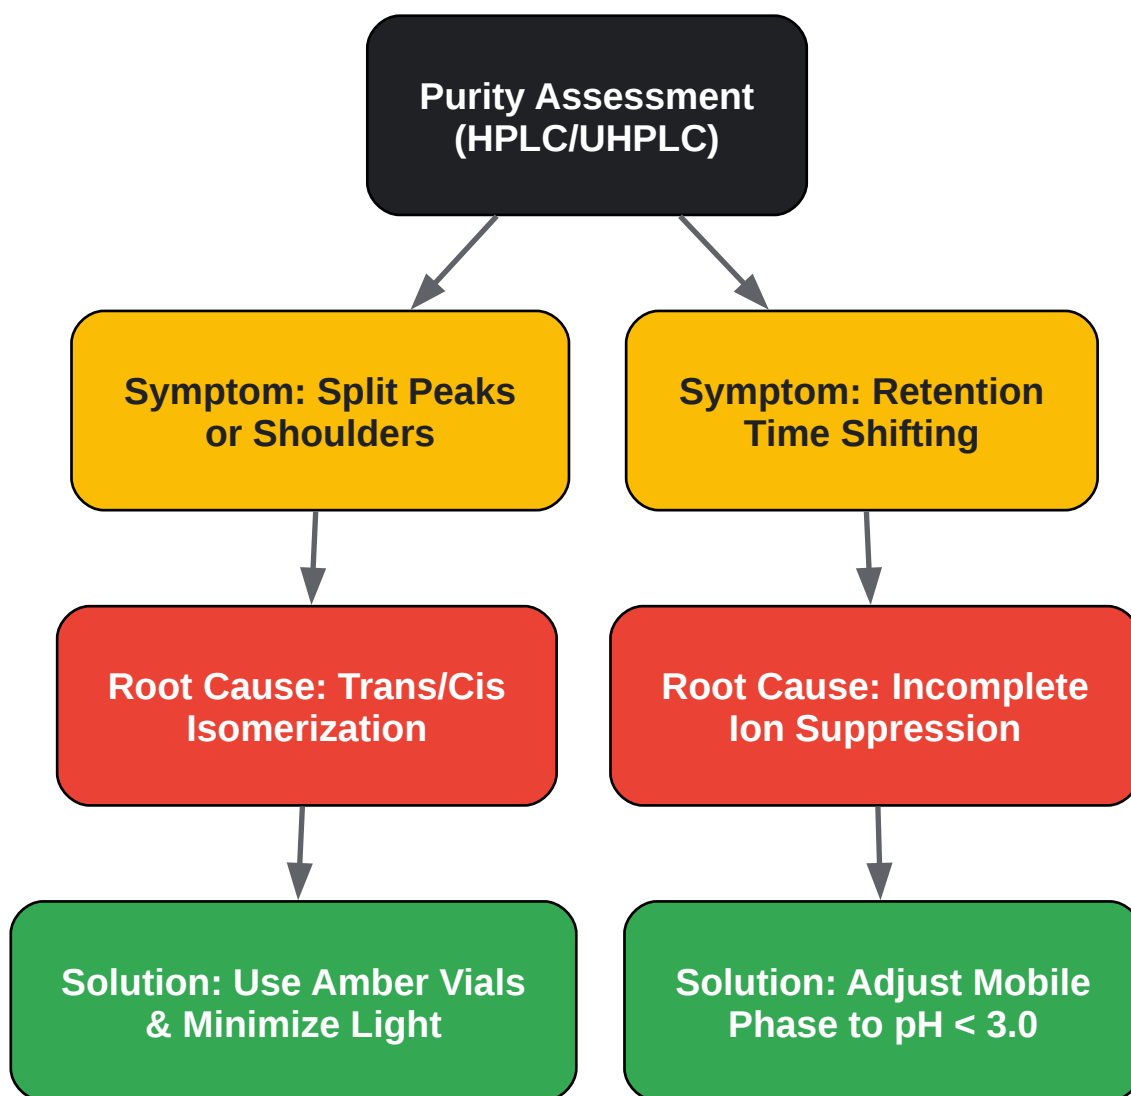 Purity Assessment
(HPLC/UHPLC)
Symptom: Split Peaks
or Shoulders
Symptom: Retention
Time Shifting
Root Cause: Trans/Cis
Isomerization
Root Cause: Incomplete
Ion Suppression
Solution: Use Amber Vials
& Minimize Light
Solution: Adjust Mobile
Phase to pH < 3.0